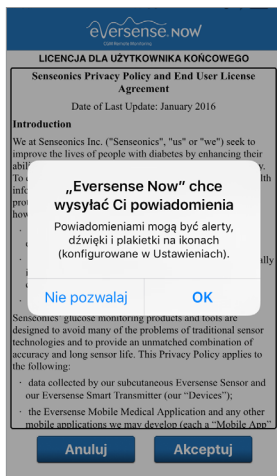 eversense NOW
CGM Remote Monitoring
LICENCJA DLA UŻYTKOWNIKA KOŃCOWEGO
Senseonics Privacy Policy and End User License
Agreement
Date of Last Update: January 2016
Introduction
We at Senseonics Inc. ("Senseonics", "us" or "we") seek to
improve the lives of people with diabetes by enhancing their
„Eversense Now” chce
wysyłać Ci powiadomienia
Powiadomieniami mogą być alerty,
dźwięki i plakietki na ikonach
(konfigurowane w Ustawieniach).
Nie pozwalaj OK
Senseonics' glucose monitoring products and tools are
designed to avoid many of the problems of traditional sensor
technologies and to provide an unmatched combination of
accuracy and long sensor life. This Privacy Policy applies to
the following:
· data collected by our subcutaneous Eversense Sensor and
our Eversense Smart Transmitter (our “Devices”);
· the Eversense Mobile Medical Application and any other
mobile applications we may develop (each a "Mobile App"
Anuluj Akceptuj